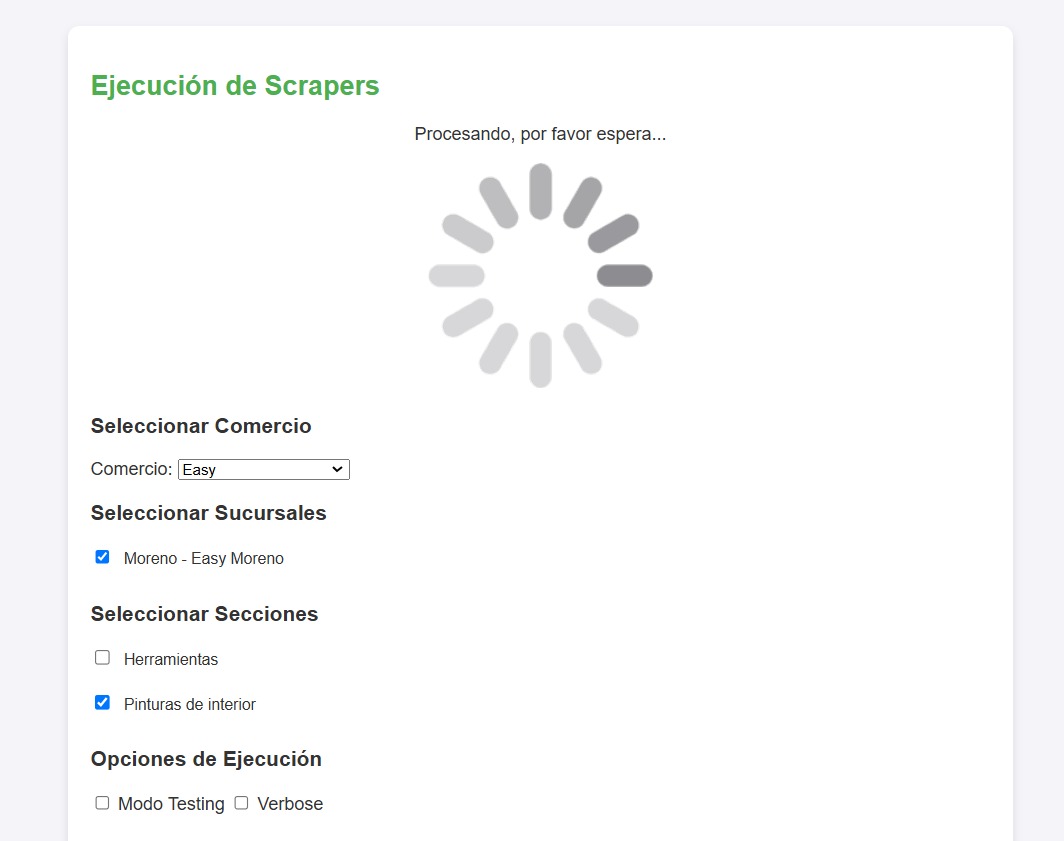 Ejecución de Scrapers
Procesando, por favor espera...
Seleccionar Comercio
Comercio: Easy
Seleccionar Sucursales
Moreno - Easy Moreno
Seleccionar Secciones
Herramientas
Pinturas de interior
Opciones de Ejecución
Modo Testing Verbose